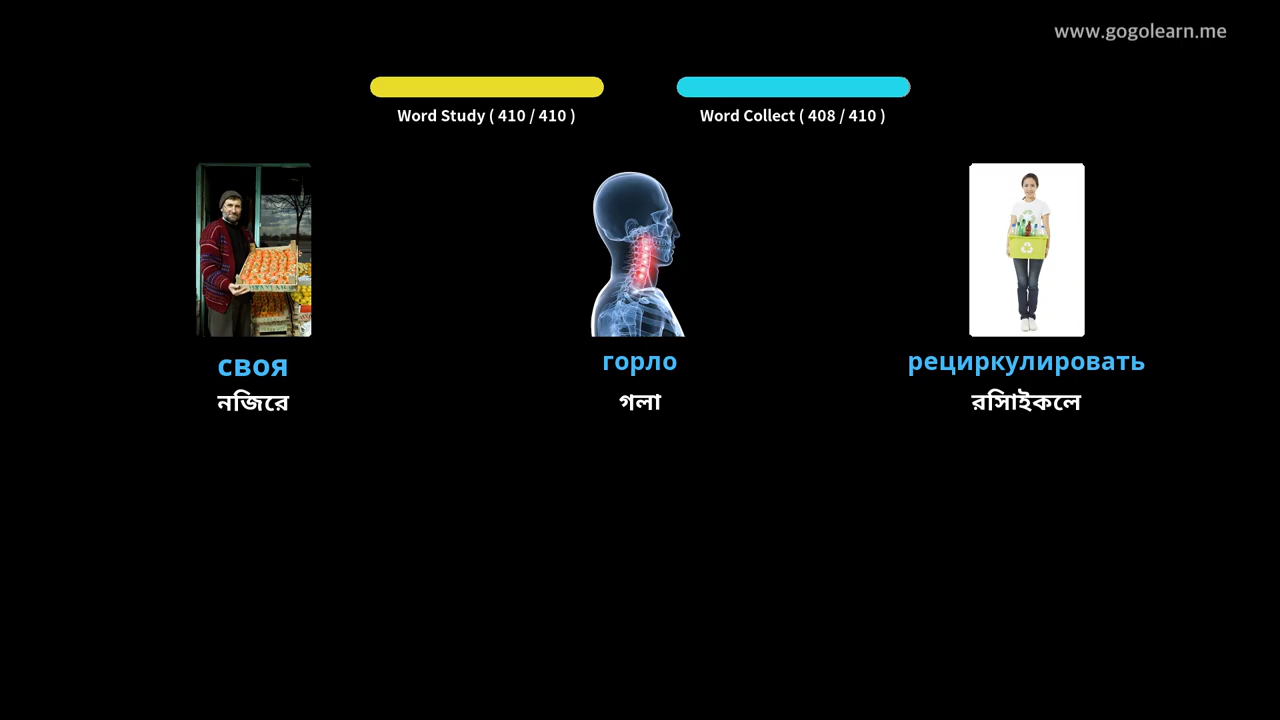 www.gogolearn.me
Word Study ( 410 / 410 )
Word Collect ( 408 / 410 )
своя
горло
рециркулировать
নজিরে
গলা
রসিাইকলে